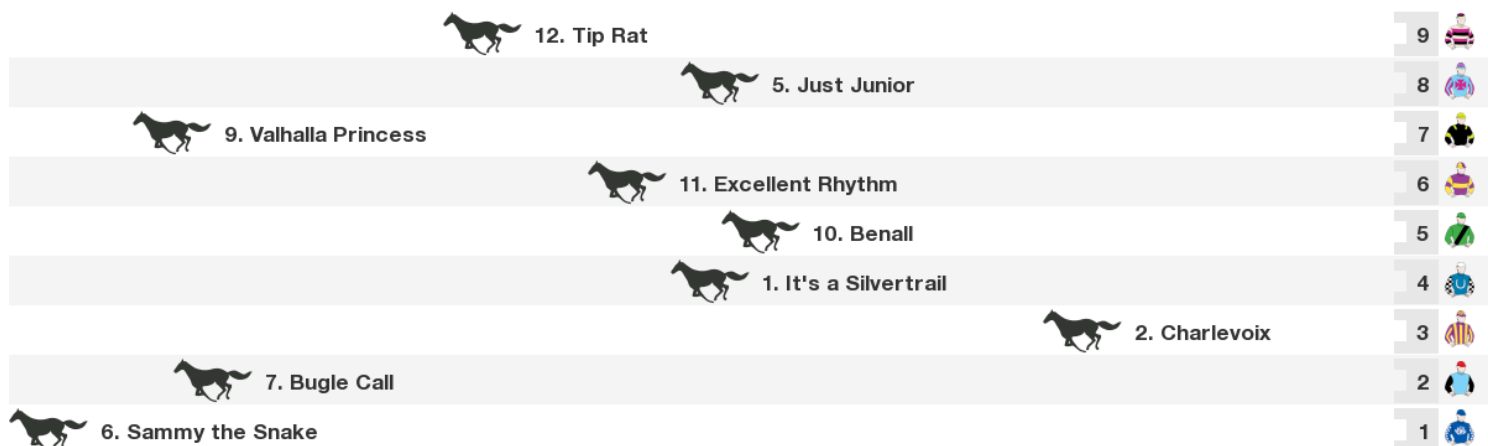 12. Tip Rat 9
5. Just Junior 8
9. Valhalla Princess 7
11. Excellent Rhythm 6
10. Benall 5
1. It's a Silvertrail 4
2. Charlevoix 3
7. Bugle Call 2
6. Sammy the Snake 1